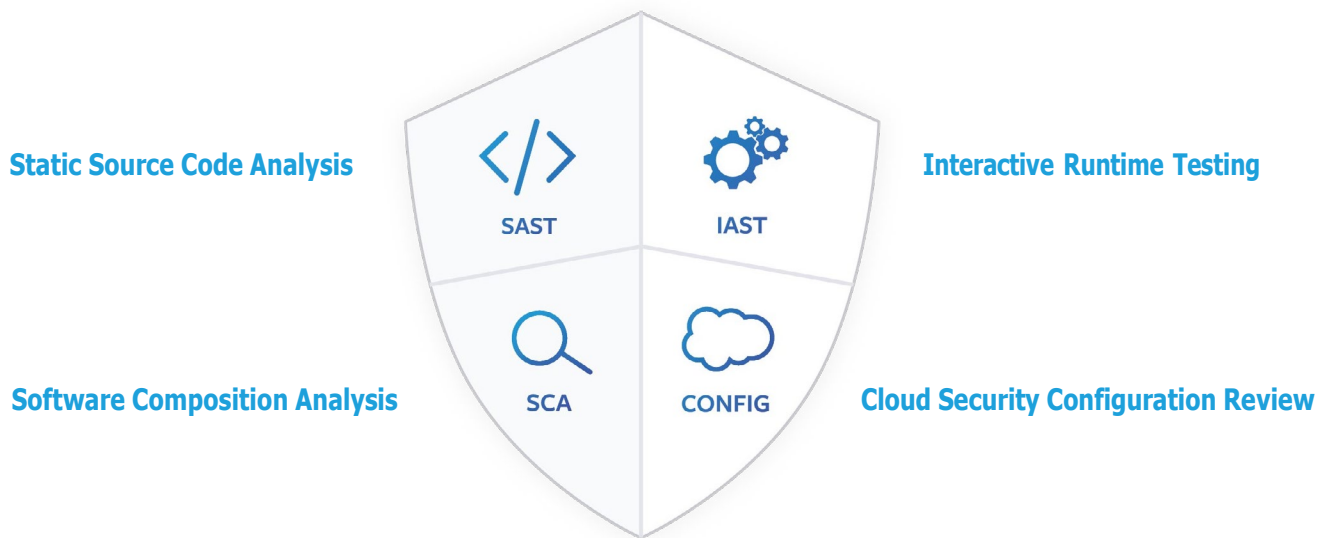 Static Source Code Analysis
SAST
IAST
Interactive Runtime Testing
Software Composition Analysis
SCA
CONFIG
Cloud Security Configuration Review